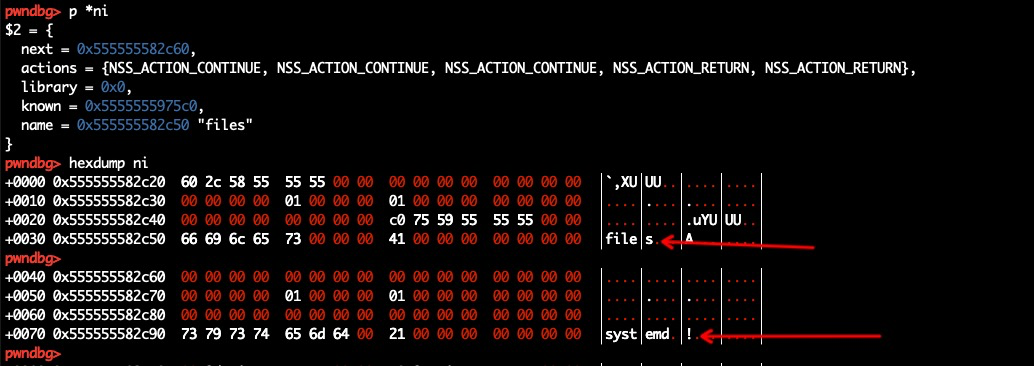 pwndbg> p *ni
$2 = {
  next = 0x555555582c60,
  actions = {NSS_ACTION_CONTINUE, NSS_ACTION_CONTINUE, NSS_ACTION_CONTINUE, NSS_ACTION_RETURN, NSS_ACTION_RETURN},
  library = 0x0,
  known = 0x5555555975c0,
  name = 0x555555582c50 "files"
}
pwndbg> hexdump ni
+0000 0x555555582c20  60 2c 58 55  55 55 00 00  00 00 00 00  00 00 00 00  |`,XU|UU..|....|....|
+0010 0x555555582c30  00 00 00 00  01 00 00 00  01 00 00 00  00 00 00 00  |....|....|....|....|
+0020 0x555555582c40  00 00 00 00  00 00 00 00  c0 75 59 55  55 55 00 00  |....|....|.uYU|UU..|
+0030 0x555555582c50  66 69 6c 65  73 00 00 00  41 00 00 00  00 00 00 00  |file|s...|A...|....|
pwndbg>
+0040 0x555555582c60  00 00 00 00  00 00 00 00  00 00 00 00  00 00 00 00  |....|....|....|....|
+0050 0x555555582c70  00 00 00 00  01 00 00 00  01 00 00 00  00 00 00 00  |....|....|....|....|
+0060 0x555555582c80  00 00 00 00  00 00 00 00  00 00 00 00  00 00 00 00  |....|....|....|....|
+0070 0x555555582c90  73 79 73 74  65 6d 64 00  21 00 00 00  00 00 00 00  |syst|emd.|!...|....|
pwndbg>